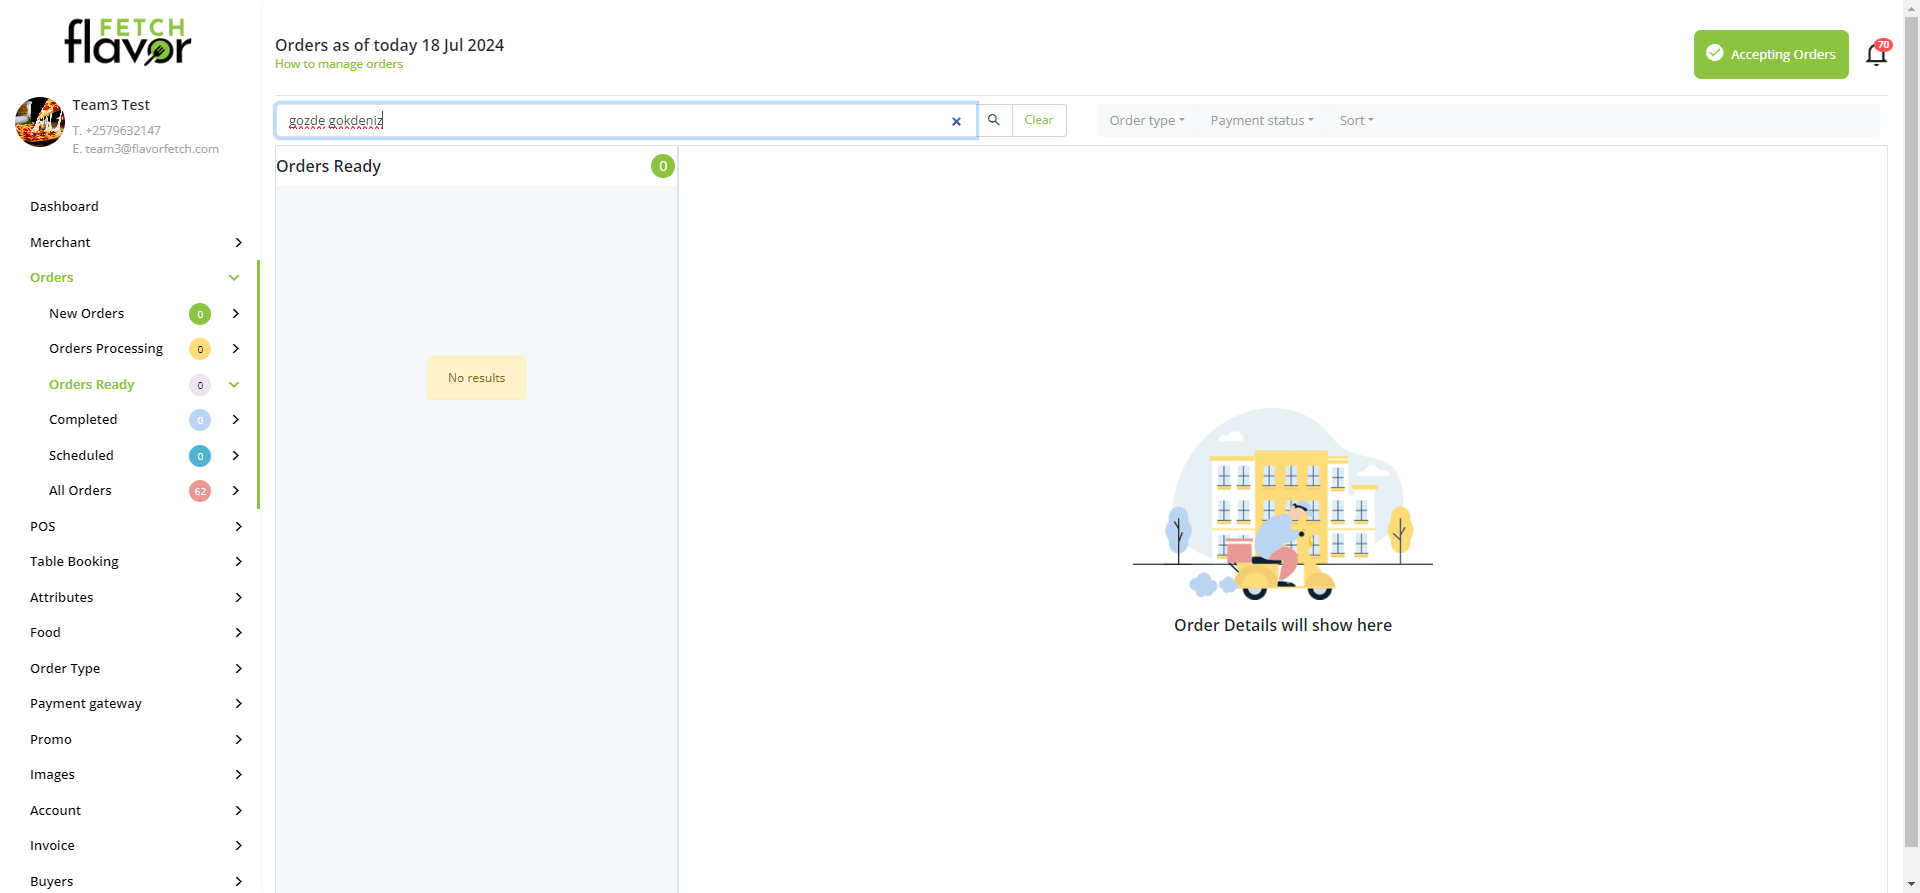 FETCH
flavor
Team3 Test
T. +2579632147
E. team3@flavorfetch.com
Dashboard
Merchant
Orders
New Orders 0
Orders Processing 0
Orders Ready 0
Completed 0
Scheduled 0
All Orders 62
POS
Table Booking
Attributes
Food
Order Type
Payment gateway
Promo
Images
Account
Invoice
Buyers
Orders as of today 18 Jul 2024
How to manage orders
Accepting Orders
70
gozde gokdeniz
Clear
Order type
Payment status
Sort
Orders Ready 0
No results
Order Details will show here